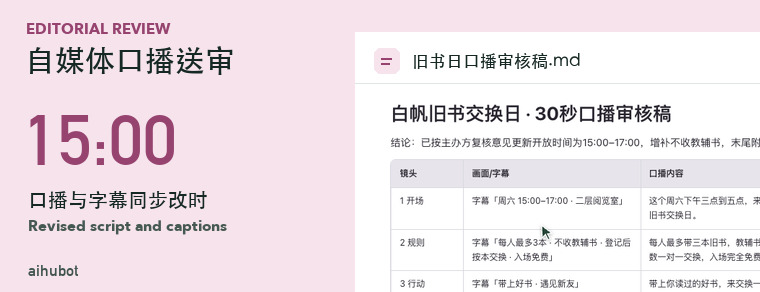 EDITORIAL REVIEW
自媒体口播送审
15:00
口播与字幕同步改时
Revised script and captions
aihubot
旧书日口播审核稿.md
白帆旧书交换日 · 30秒口播审核稿
结论：已按主办方复核意见更新开放时间为15:00–17:00，增补不收教辅书，末尾附
镜头 画面/字幕 口播内容
1 开场 字幕「周六 15:00–17:00 · 二层阅览室」 这个周六下午三点到五点，来
旧书交换日。
2 规则 字幕「每人最多3本 · 不收教辅书 · 登记后 每人最多带三本旧书，教辅书
按本交换 · 入场免费」 数一对一交换，入场完全免费
3 行动 字幕「带上好书 · 遇见新友」 带上你读过的好书，来交换一